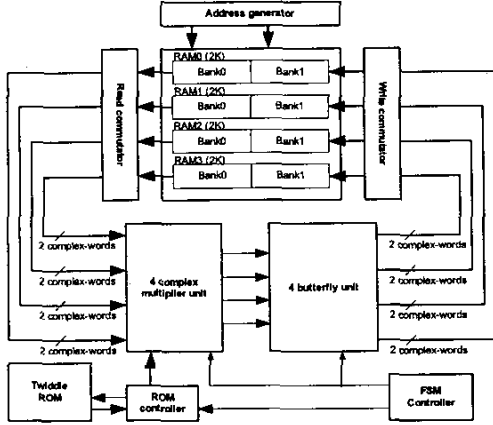 Address generator
RAM0 (2K)
Bank0 Bank1
RAM1 (2K)
Bank0 Bank1
RAM2 (2K)
Bank0 Bank1
RAM3 (2K)
Bank0 Bank1
Read commutator
Write commutator
2 complex-words
2 complex-words
2 complex-words
2 complex-words
4 complex
multiplier unit
4 butterfly unit
2 complex-words
2 complex-words
2 complex-words
2 complex-words
Twiddle
ROM
ROM
controller
FSM
Controller